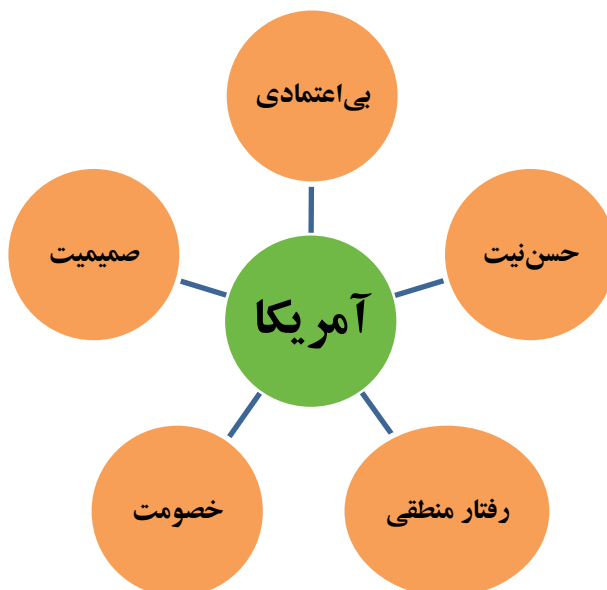 بی‌اعتمادی
حسن‌نیت
صمیمیت
آمریکا
رفتار منطقی
خصومت